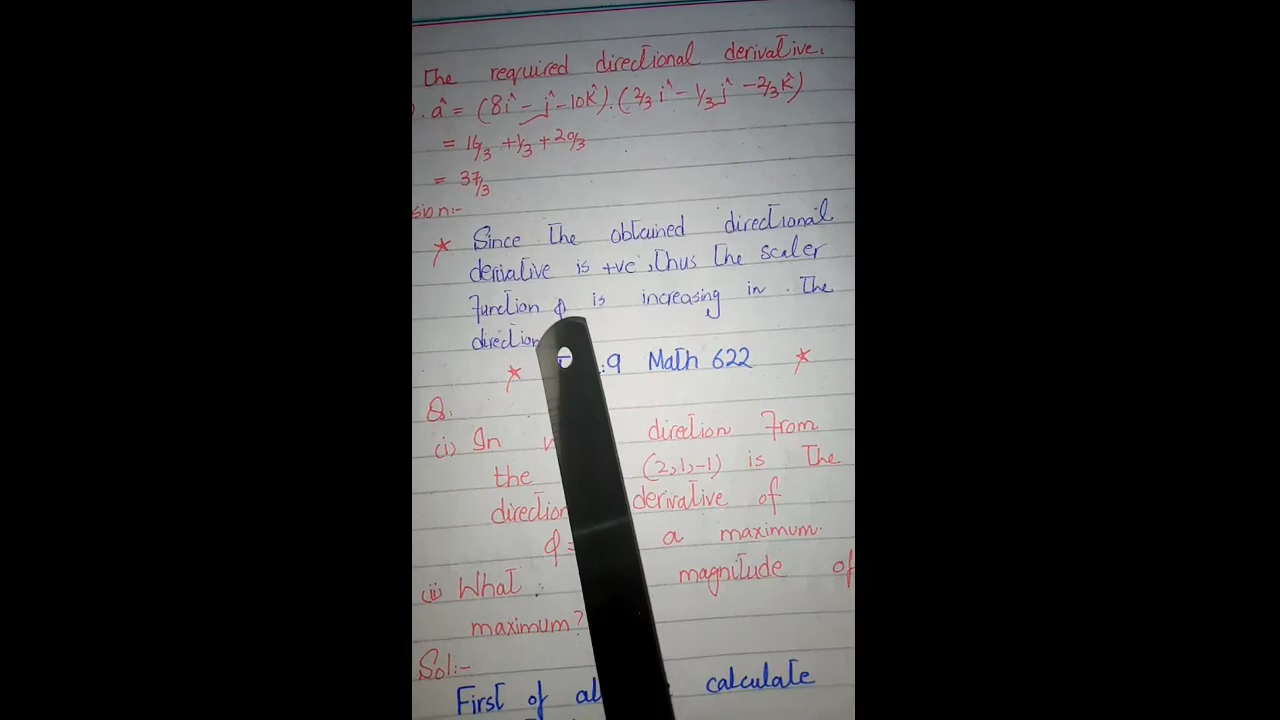 The required directional derivative.
. â = (8î - ĵ - 10k̂) . (2/3 î - 1/3 ĵ - 2/3 k̂)
= 16/3 + 1/3 + 20/3
= 37/3
sion:-
* Since the obtained directional
derivative is +ve, Thus the scaler
function φ is increasing in the
direction
* :9 Math 622 *
Q.
(i) In direction from
the (2,1,-1) is the
direction derivative of
φ = a maximum.
(ii) What magnitude of
maximum?
Sol:-
First of calculate